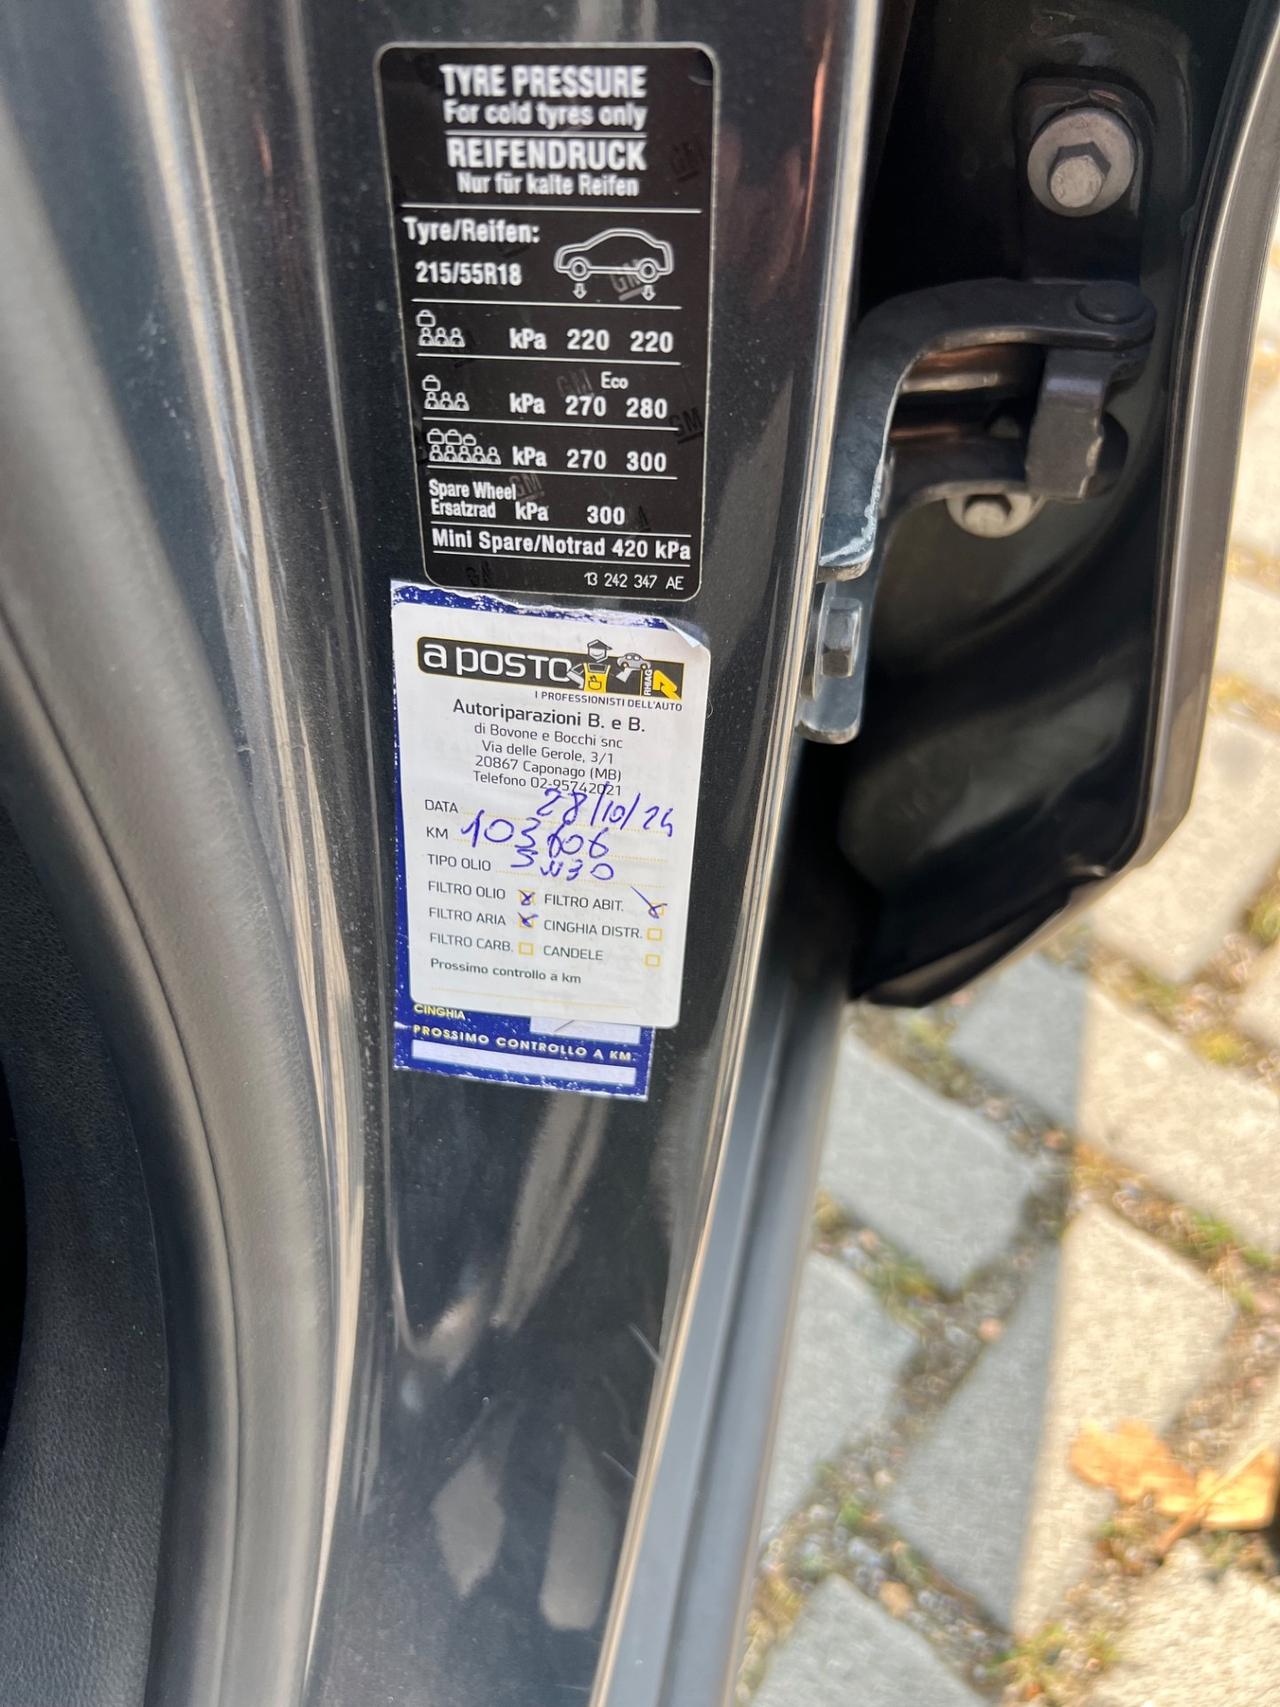 TYRE PRESSURE
For cold tyres only
REIFENDRUCK
Nur für kalte Reifen
Tyre/Reifen:
215/55R18
kPa 220 220
Eco
kPa 270 280
kPa 270 300
Spare Wheel
Ersatzrad kPa 300
Mini Spare/Notrad 420 kPa
13 242 347 AE
a POSTO
RHIAG
I PROFESSIONISTI DELL'AUTO
Autoriparazioni B. e B.
di Bovone e Bocchi snc
Via delle Gerole, 3/1
20867 Caponago (MB)
Telefono 02-95742021
DATA 28/10/24
KM 103606
TIPO OLIO 5W30
FILTRO OLIO x FILTRO ABIT. x
FILTRO ARIA x CINGHIA DISTR.
FILTRO CARB. CANDELE
Prossimo controllo a km
CINGHIA
PROSSIMO CONTROLLO A KM.